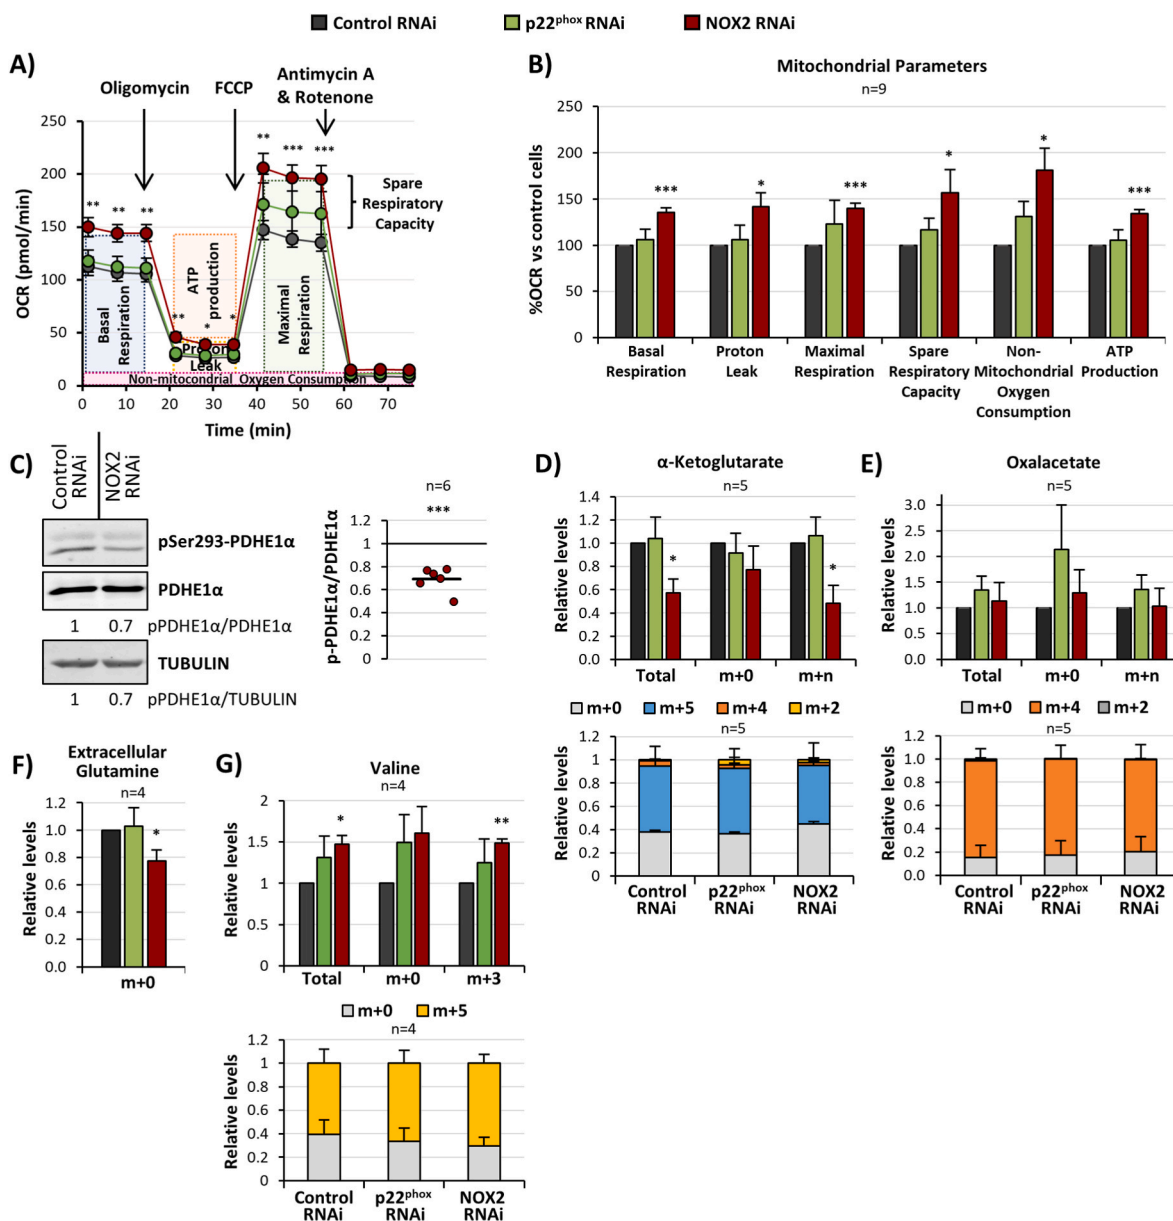 Control RNAi p22phox RNAi NOX2 RNAi
A)
Oligomycin FCCP Antimycin A
& Rotenone
250
200
150
100
50
0
OCR (pmol/min)
** ** **
** * *
** *** ***
Basal
Respiration
ATP
production
Proton
Leak
Maximal
Respiration
Spare
Respiratory
Capacity
Non-mitocondrial Oxygen Consumption
0 10 20 30 40 50 60 70
Time (min)
B)
Mitochondrial Parameters
n=9
250
200
150
100
50
0
%OCR vs control cells
*** * *** * * ***
Basal
Respiration
Proton
Leak
Maximal
Respiration
Spare
Respiratory
Capacity
Non-
Mitochondrial
Oxygen
Consumption
ATP
Production
C)
Control
RNAi
NOX2
RNAi
pSer293-PDHE1α
PDHE1α
1 0.7 pPDHE1α/PDHE1α
TUBULIN
1 0.7 pPDHE1α/TUBULIN
n=6
***
1.2
1
0.8
0.6
0.4
0.2
0
p-PDHE1α/PDHE1α
D)
α-Ketoglutarate
n=5
1.4
1.2
1.0
0.8
0.6
0.4
0.2
0.0
Relative levels
* *
Total m+0 m+n
m+0 m+5 m+4 m+2
n=5
1.2
1
0.8
0.6
0.4
0.2
0
Relative levels
Control
RNAi
p22phox
RNAi
NOX2
RNAi
E)
Oxalacetate
n=5
3.0
2.5
2.0
1.5
1.0
0.5
0.0
Relative levels
Total m+0 m+n
m+0 m+4 m+2
n=5
1.2
1
0.8
0.6
0.4
0.2
0
Relative levels
Control
RNAi
p22phox
RNAi
NOX2
RNAi
F)
Extracellular
Glutamine
n=4
1.2
1.0
0.8
0.6
0.4
0.2
0.0
Relative levels
*
m+0
G)
Valine
n=4
2
1.5
1
0.5
0
Relative levels
* **
Total m+0 m+3
m+0 m+5
n=4
1.2
1
0.8
0.6
0.4
0.2
0
Relative levels
Control
RNAi
p22phox
RNAi
NOX2
RNAi